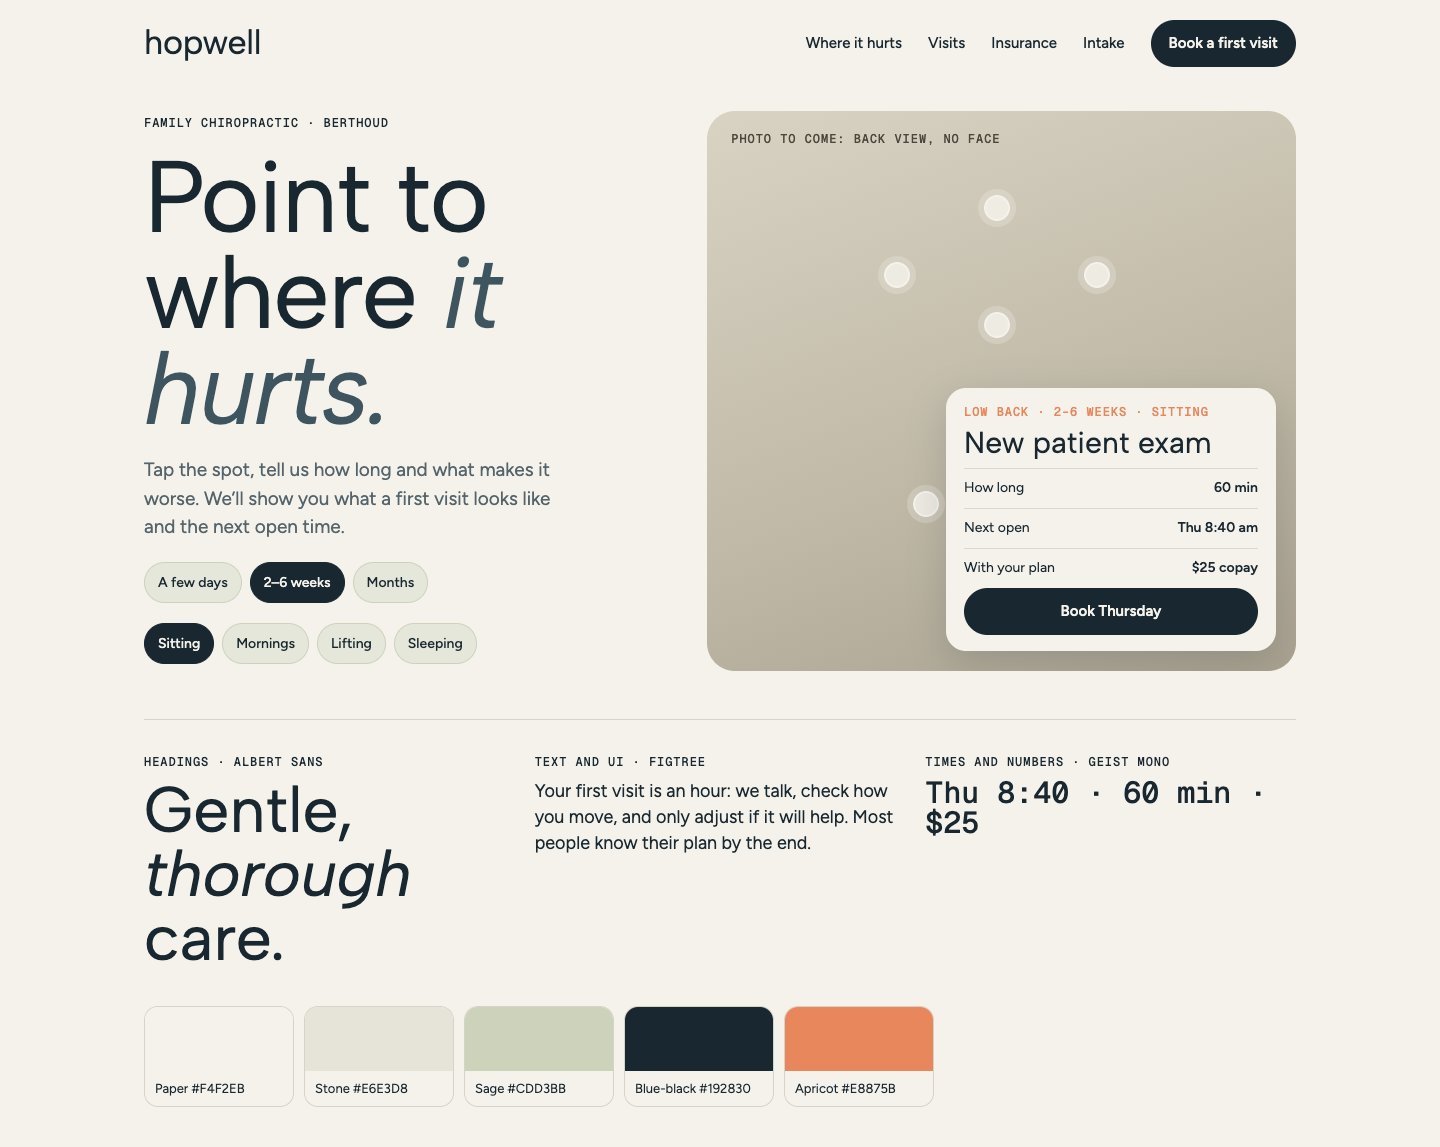 hopwell
Where it hurts
Visits
Insurance
Intake
Book a first visit
FAMILY CHIROPRACTIC · BERTHOUD
Point to
where it
hurts.
Tap the spot, tell us how long and what makes it
worse. We’ll show you what a first visit looks like
and the next open time.
A few days
2–6 weeks
Months
Sitting
Mornings
Lifting
Sleeping
PHOTO TO COME: BACK VIEW, NO FACE
LOW BACK · 2–6 WEEKS · SITTING
New patient exam
How long 60 min
Next open Thu 8:40 am
With your plan $25 copay
Book Thursday
HEADINGS · ALBERT SANS
Gentle,
thorough
care.
TEXT AND UI · FIGTREE
Your first visit is an hour: we talk, check how
you move, and only adjust if it will help. Most
people know their plan by the end.
TIMES AND NUMBERS · GEIST MONO
Thu 8:40 · 60 min ·
$25
Paper #F4F2EB
Stone #E6E3D8
Sage #CDD3BB
Blue-black #192830
Apricot #E8875B